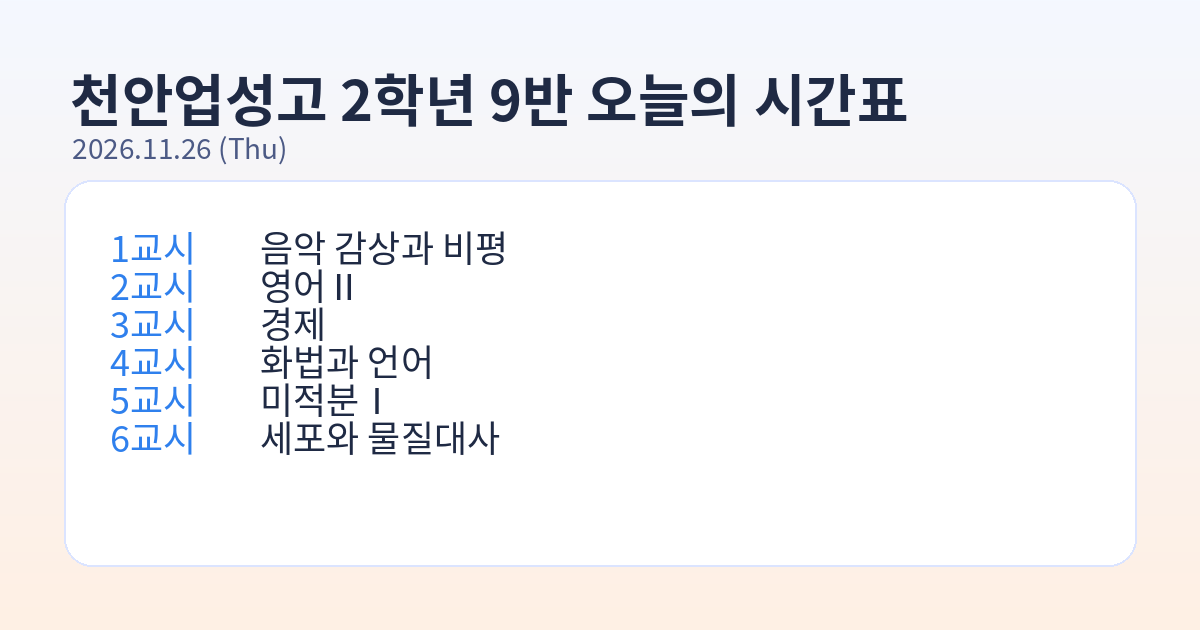 천안업성고 2학년 9반 오늘의 시간표
2026.11.26 (Thu)
1교시 음악 감상과 비평
2교시 영어Ⅱ
3교시 경제
4교시 화법과 언어
5교시 미적분Ⅰ
6교시 세포와 물질대사